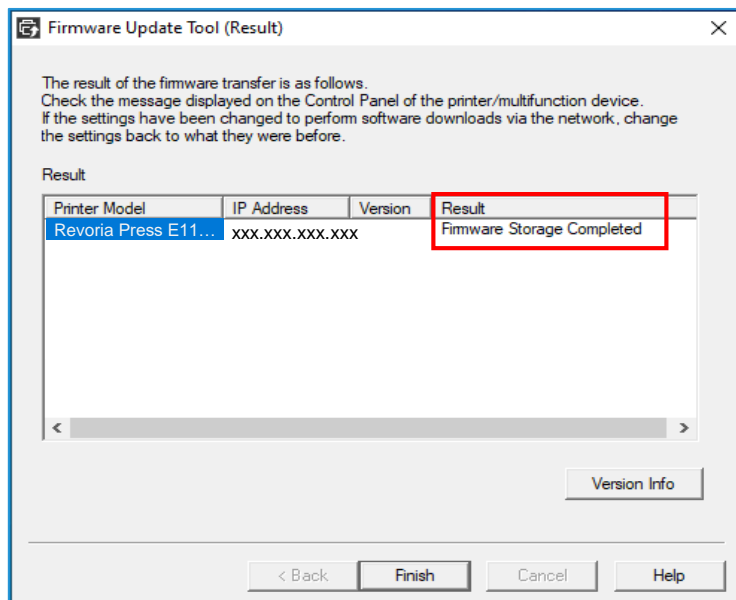 Firmware Update Tool (Result)
The result of the firmware transfer is as follows.
Check the message displayed on the Control Panel of the printer/multifunction device.
If the settings have been changed to perform software downloads via the network, change
the settings back to what they were before.
Result
Printer Model IP Address Version Result
Revoria Press E11... xxx.xxx.xxx.xxx Firmware Storage Completed
Version Info
< Back Finish Cancel Help